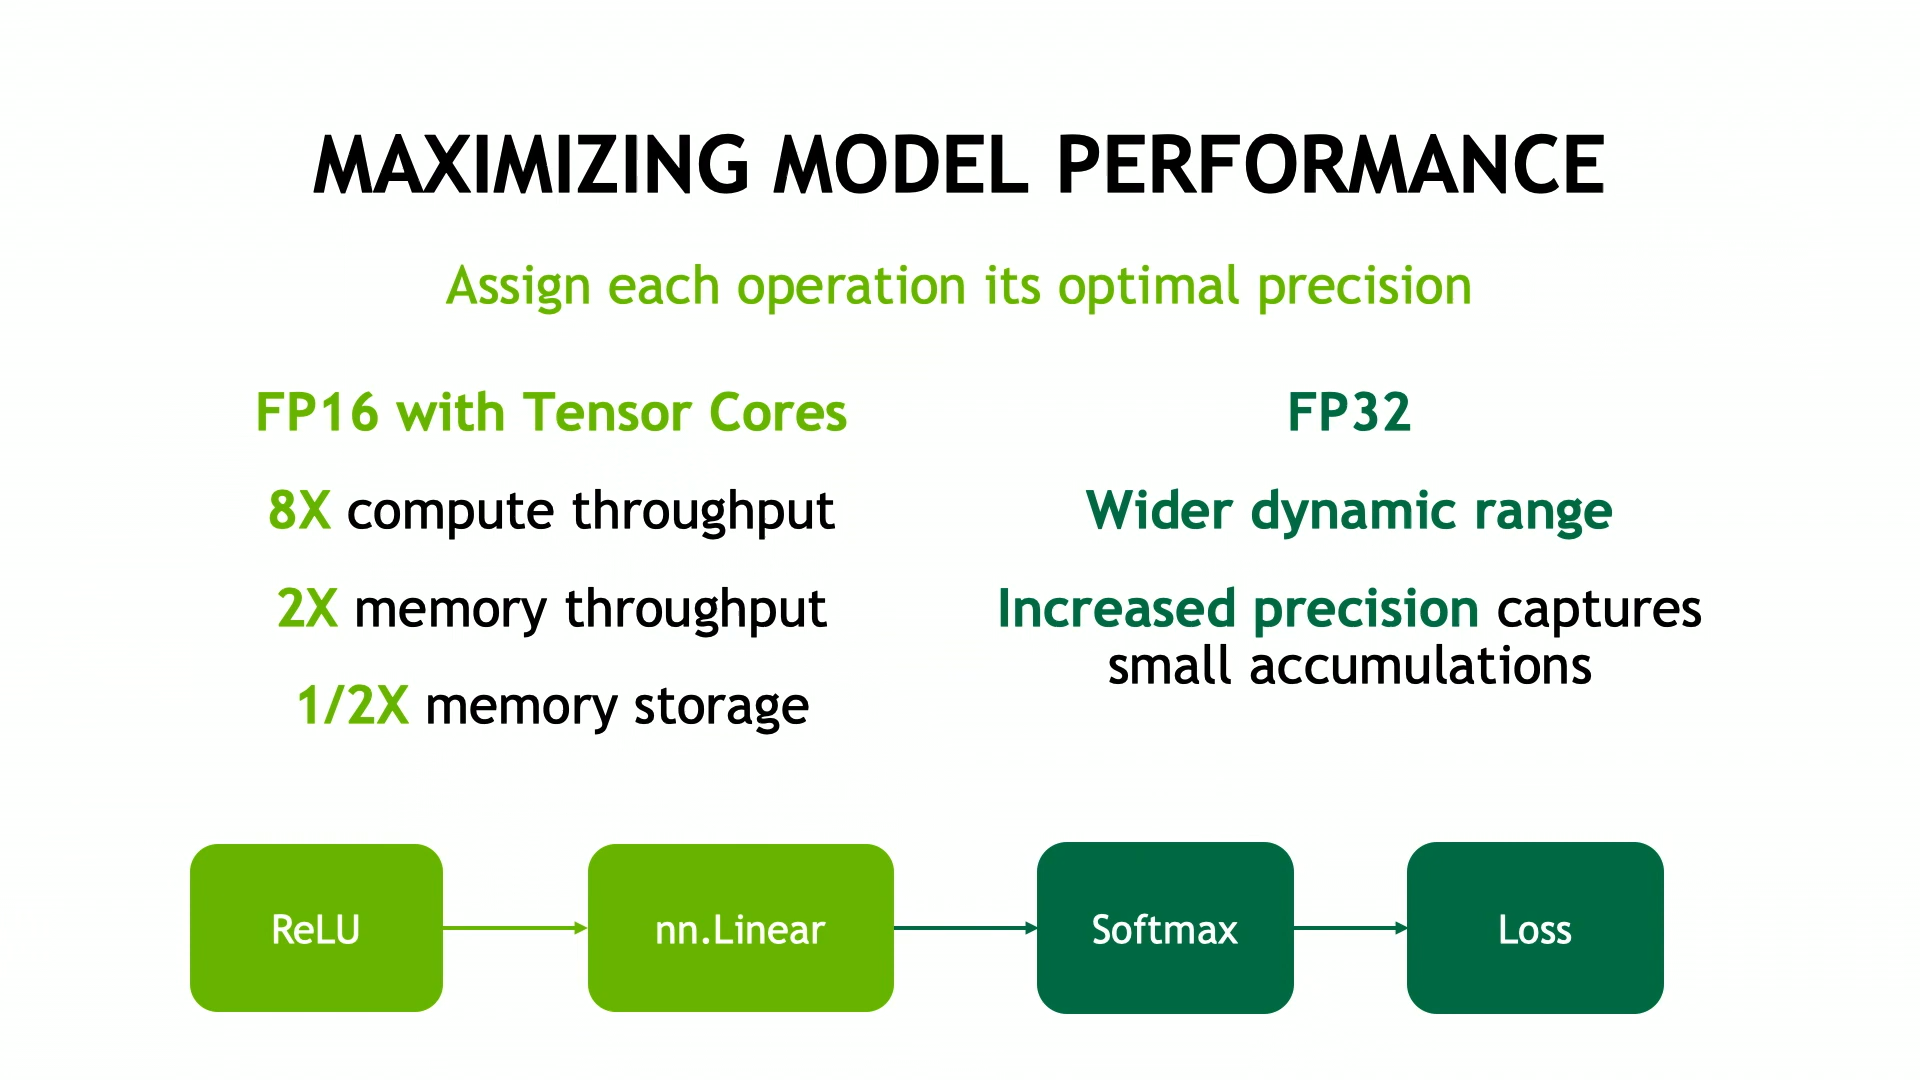 MAXIMIZING MODEL PERFORMANCE
Assign each operation its optimal precision
FP16 with Tensor Cores
8X compute throughput
2X memory throughput
1/2X memory storage
FP32
Wider dynamic range
Increased precision captures
small accumulations
ReLU
nn.Linear
Softmax
Loss